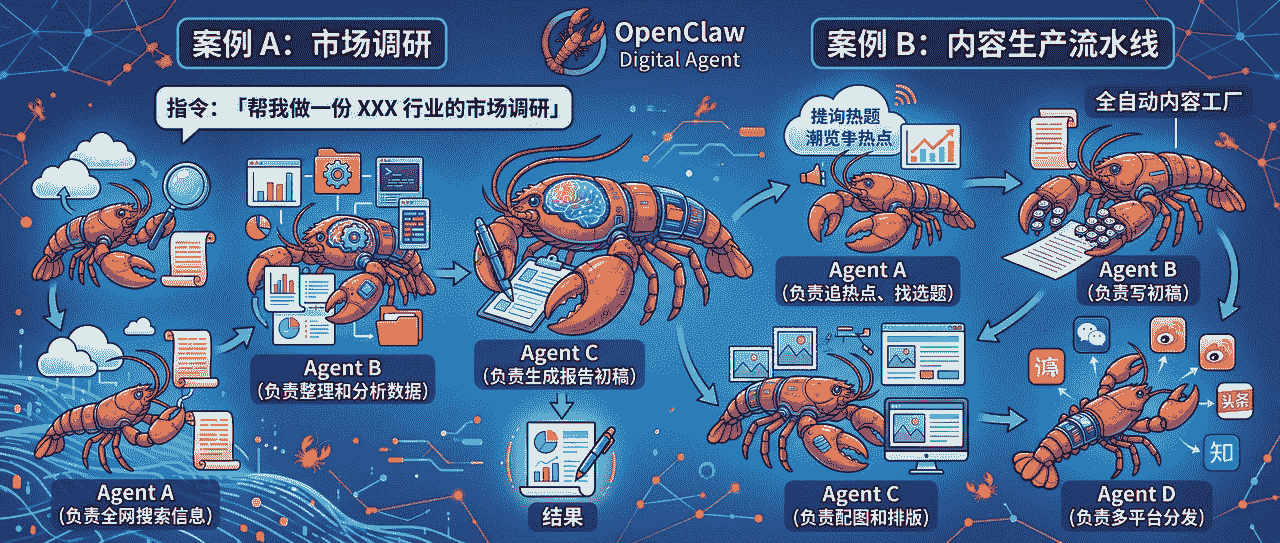 案例 A：市场调研
OpenClaw
Digital Agent
案例 B：内容生产流水线
指令：「帮我做一份 XXX 行业的市场调研」
Agent A
（负责全网搜索信息）
Agent B
（负责整理和分析数据）
Agent C
（负责生成报告初稿）
结果
提询热题
潮览争热点
Agent A
（负责追热点、找选题）
全自动内容工厂
Agent B
（负责写初稿）
Agent C
（负责配图和排版）
头条
知
Agent D
（负责多平台分发）